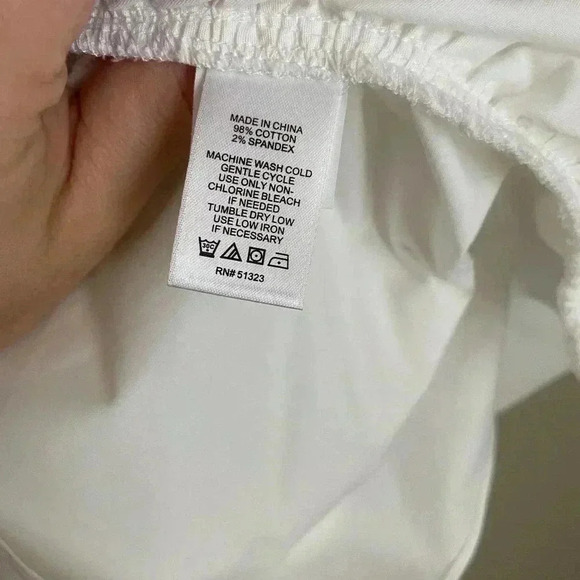 MADE IN CHINA
98% COTTON
2% SPANDEX
MACHINE WASH COLD
GENTLE CYCLE
USE ONLY NON-
CHLORINE BLEACH
IF NEEDED
TUMBLE DRY LOW
USE LOW IRON
IF NECESSARY
30C
RN# 51323